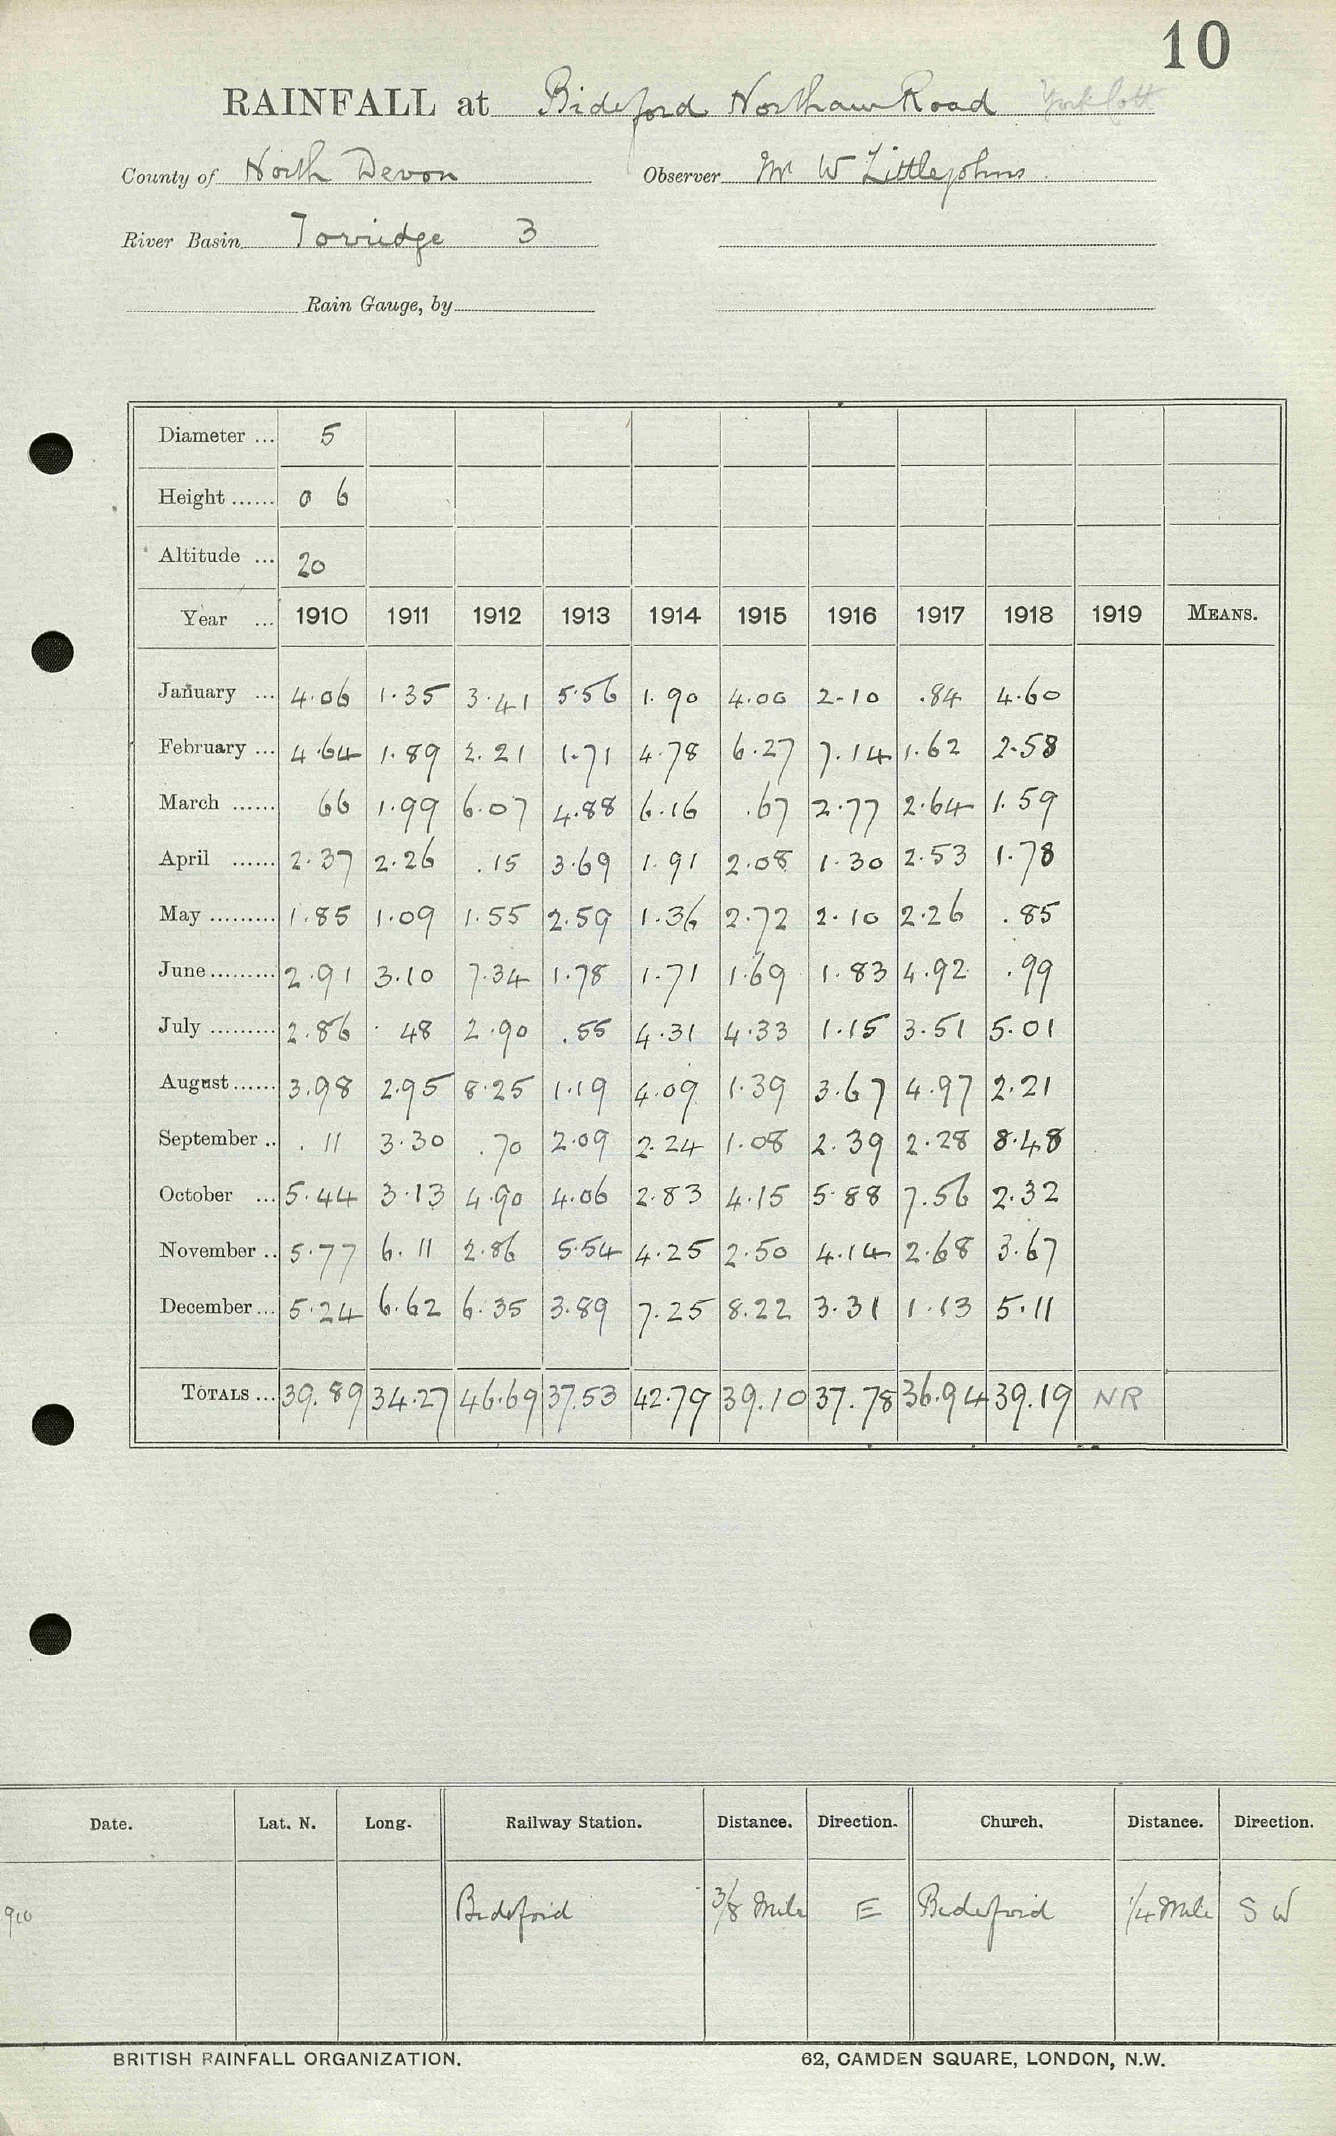 10
RAINFALL at Bideford Northam Road York Cott
County of North Devon Observer Mr W Littlejohns
River Basin Torridge 3
Rain Gauge, by
Diameter ... 5
Height ...... 0 6
Altitude ... 20
Year ... 1910 1911 1912 1913 1914 1915 1916 1917 1918 1919 MEANS.
January ... 4.06 1.35 3.41 5.56 1.90 4.00 2.10 .84 4.60
February ... 4.64 1.89 2.21 1.71 4.78 6.27 7.14 1.62 2.58
March ...... 66 1.99 6.07 4.88 6.16 .67 2.77 2.64 1.59
April ...... 2.37 2.26 .15 3.69 1.91 2.08 1.30 2.53 1.78
May ......... 1.85 1.09 1.55 2.59 1.36 2.72 2.10 2.26 .85
June ......... 2.91 3.10 7.34 1.78 1.71 1.69 1.83 4.92 .99
July ......... 2.86 .48 2.90 .55 4.31 4.33 1.15 3.51 5.01
August ...... 3.98 2.95 8.25 1.19 4.09 1.39 3.67 4.97 2.21
September .. .11 3.30 .70 2.09 2.24 1.08 2.39 2.28 8.48
October ... 5.44 3.13 4.90 4.06 2.83 4.15 5.88 7.56 2.32
November .. 5.77 6.11 2.86 5.54 4.25 2.50 4.14 2.68 3.67
December ... 5.24 6.62 6.35 3.89 7.25 8.22 3.31 1.13 5.11
TOTALS ... 39.89 34.27 46.69 37.53 42.79 39.10 37.78 36.94 39.19 NR
Date. Lat. N. Long. Railway Station. Distance. Direction. Church. Distance. Direction.
910 Bideford 3/8 Mile E Bideford 1/4 Mile S W
BRITISH RAINFALL ORGANIZATION. 62, CAMDEN SQUARE, LONDON, N.W.